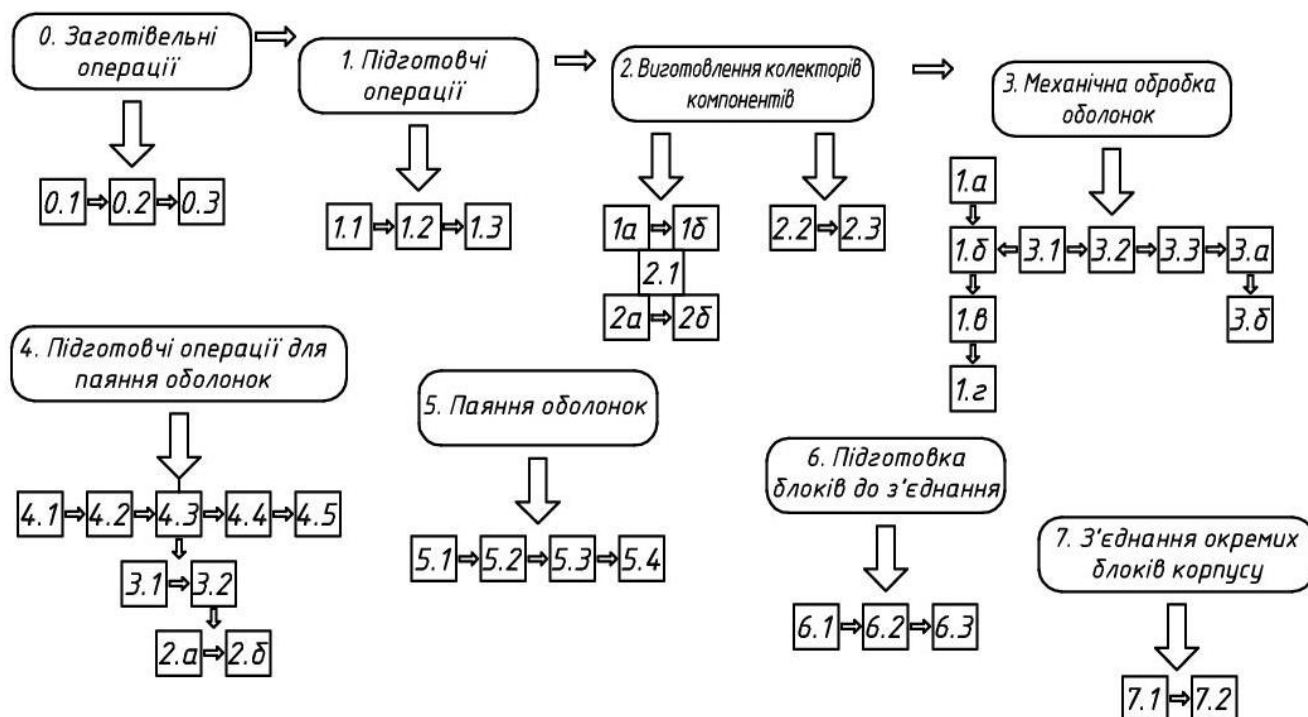 0. Заготівельні
операції
1. Підготовчі
операції
2. Виготовлення колекторів
компонентів
3. Механічна обробка
оболонок
0.1 0.2 0.3
1.1 1.2 1.3
1а 1б
2.1
2а 2б
2.2 2.3
1.а
1.б 3.1 3.2 3.3 3.а
1.в 3.б
1.г
4. Підготовчі операції для
паяння оболонок
5. Паяння оболонок
6. Підготовка
блоків до з'єднання
7. З'єднання окремих
блоків корпусу
4.1 4.2 4.3 4.4 4.5
3.1 3.2
2.а 2.б
5.1 5.2 5.3 5.4
6.1 6.2 6.3
7.1 7.2